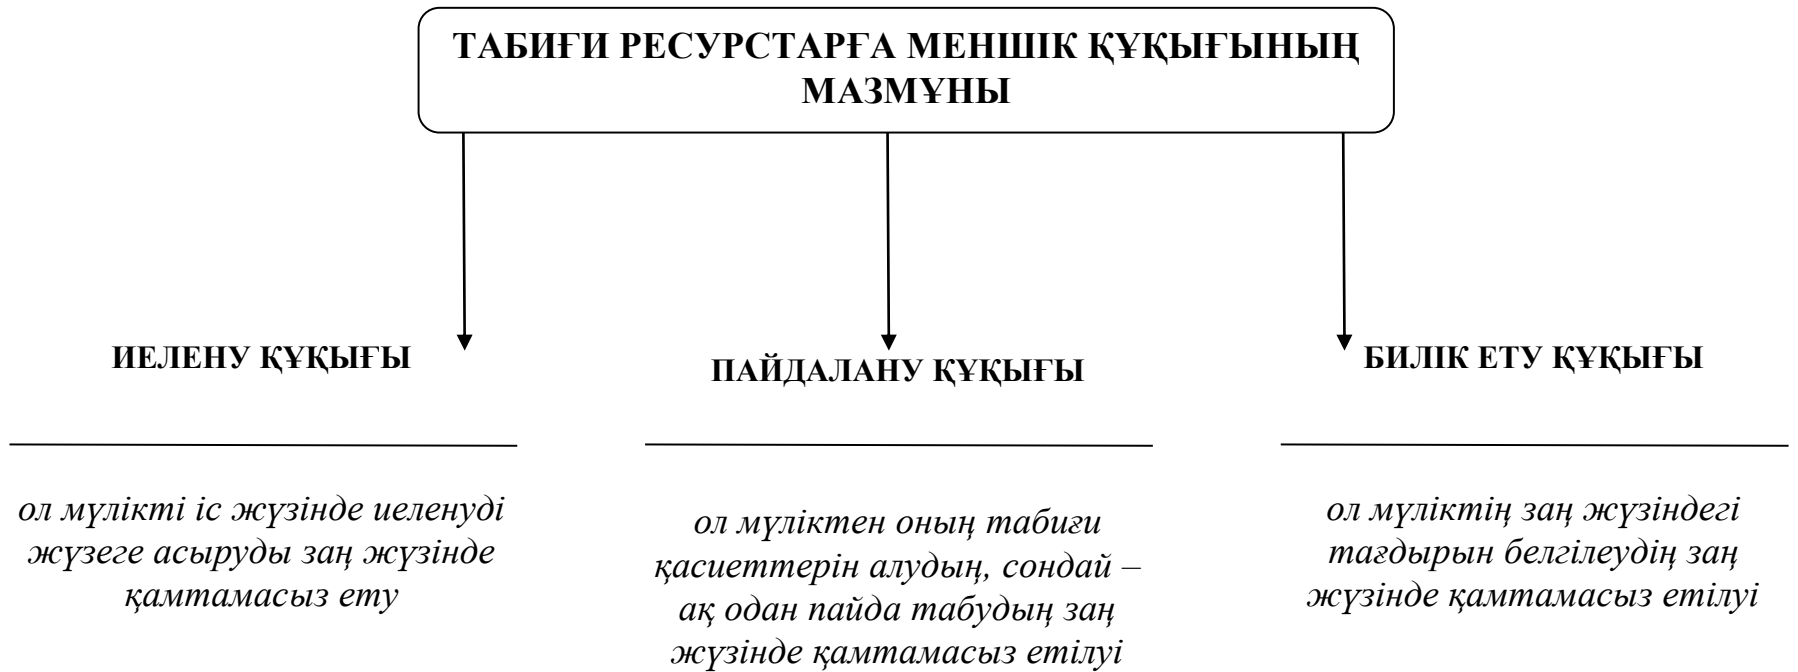 ТАБИҒИ РЕСУРСТАРҒА МЕНШІК ҚҰҚЫҒЫНЫҢ
МАЗМҰНЫ
ИЕЛЕНУ ҚҰҚЫҒЫ
ол мүлікті іс жүзінде иеленуді
жүзеге асыруды заң жүзінде
қамтамасыз ету
ПАЙДАЛАНУ ҚҰҚЫҒЫ
ол мүліктен оның табиғи
қасиеттерін алудың, сондай –
ақ одан пайда табудың заң
жүзінде қамтамасыз етілуі
БИЛІК ЕТУ ҚҰҚЫҒЫ
ол мүліктің заң жүзіндегі
тағдырын белгілеудің заң
жүзінде қамтамасыз етілуі